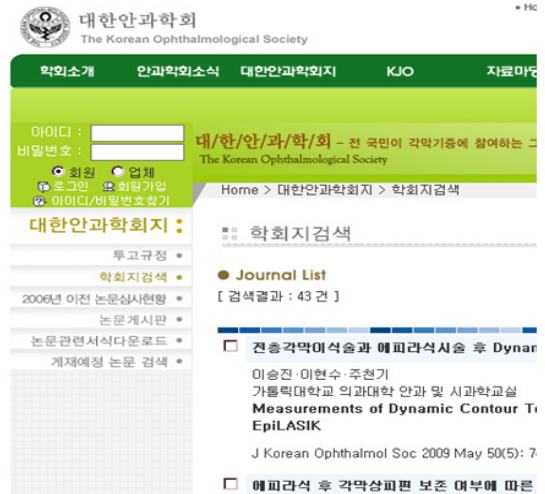 대한안과학회
The Korean Ophthalmological Society
학회소개 안과학회소식 대한안과학회지 KJO 자료마당
아이디 :
비밀번호 :
회원 업체
로그인 회원가입
아이디/비밀번호찾기
대/한/안/과/학/회 - 전 국민이 각막기증에 참여하는 그
The Korean Ophthalmological Society
Home > 대한안과학회지 > 학회지검색
대한안과학회지 :
투고규정
학회지검색
2006년 이전 논문심사현황
논문게시판
논문관련서식다운로드
게재예정 논문 검색
학회지검색
Journal List
[ 검색결과 : 43 건 ]
전층각막이식술과 에피라식시술 후 Dynam
이승진·이현수·주천기
가톨릭대학교 의과대학 안과 및 시과학교실
Measurements of Dynamic Contour To
EpiLASIK
J Korean Ophthalmol Soc 2009 May 50(5):
에피라식 후 각막상피편 보존 여부에 따른